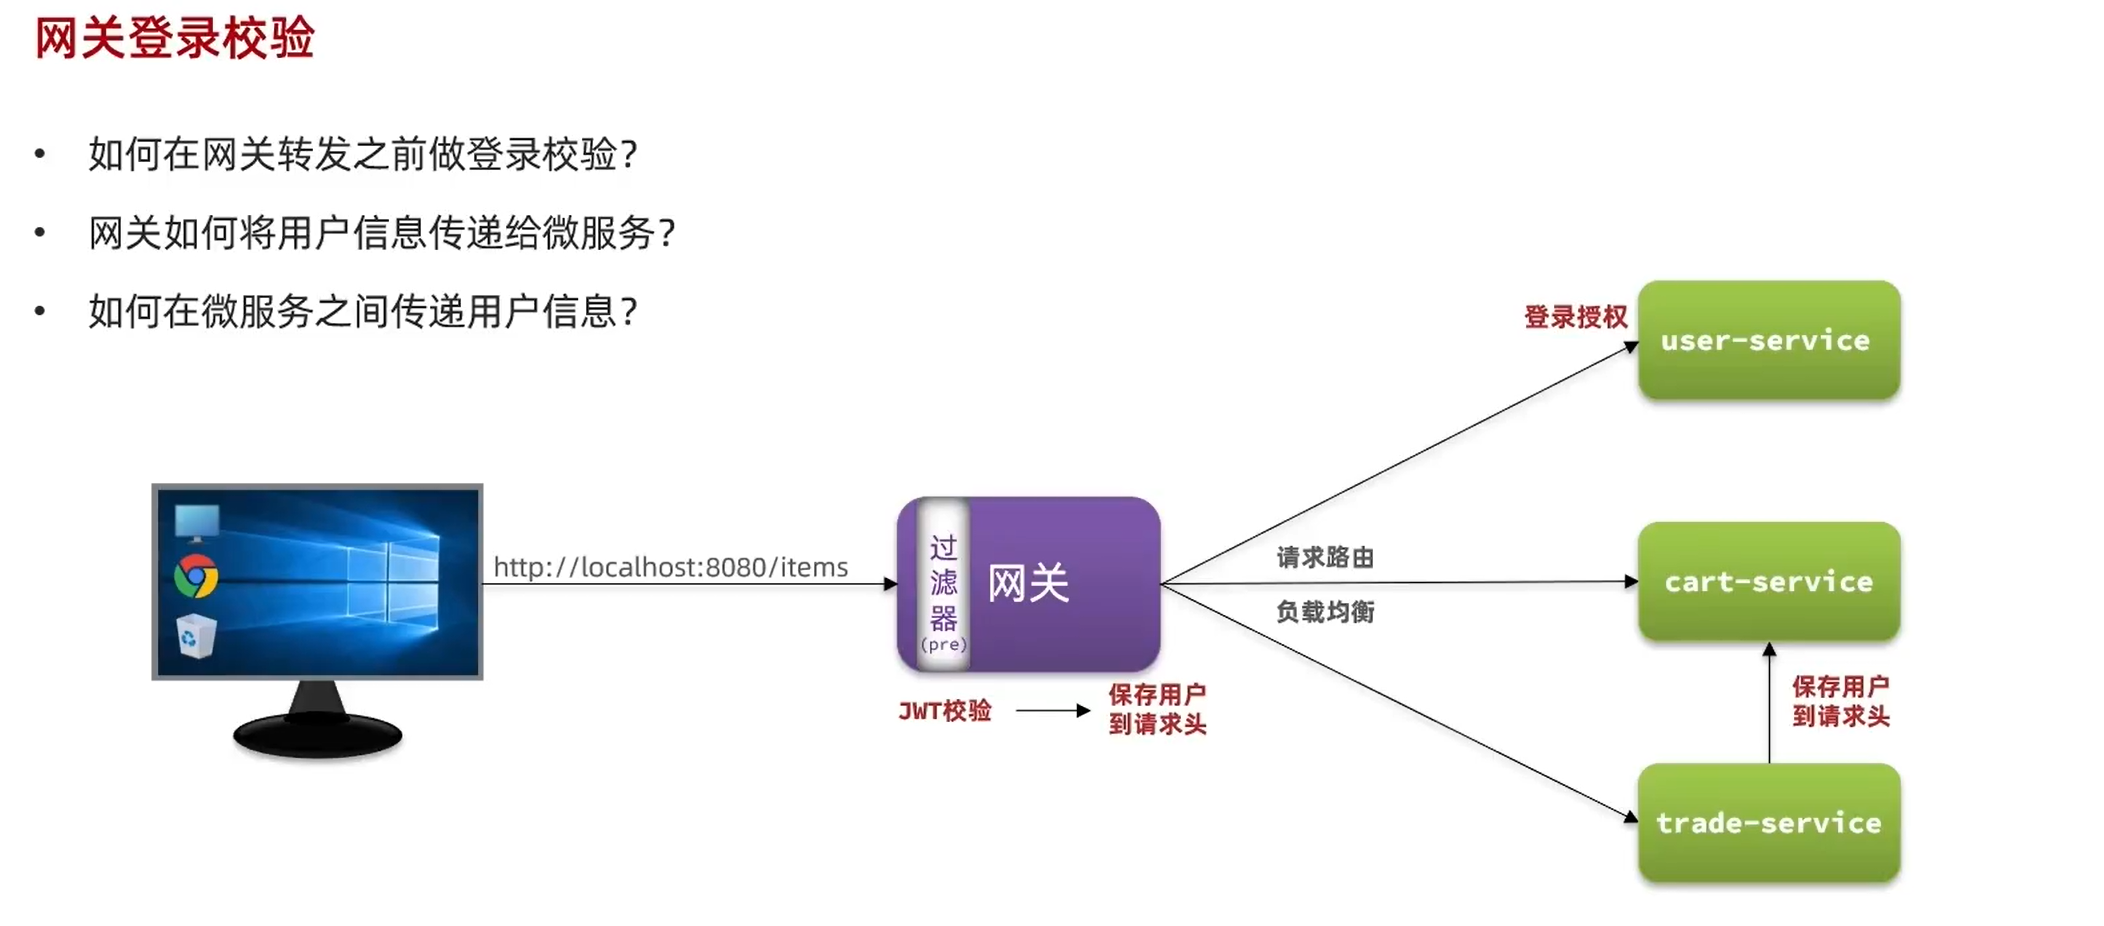 网关登录校验
• 如何在网关转发之前做登录校验？
• 网关如何将用户信息传递给微服务？
• 如何在微服务之间传递用户信息？
登录授权
user-service
http://localhost:8080/items
过
滤
器
(pre)
网关
请求路由
负载均衡
cart-service
JWT校验
保存用户
到请求头
保存用户
到请求头
trade-service